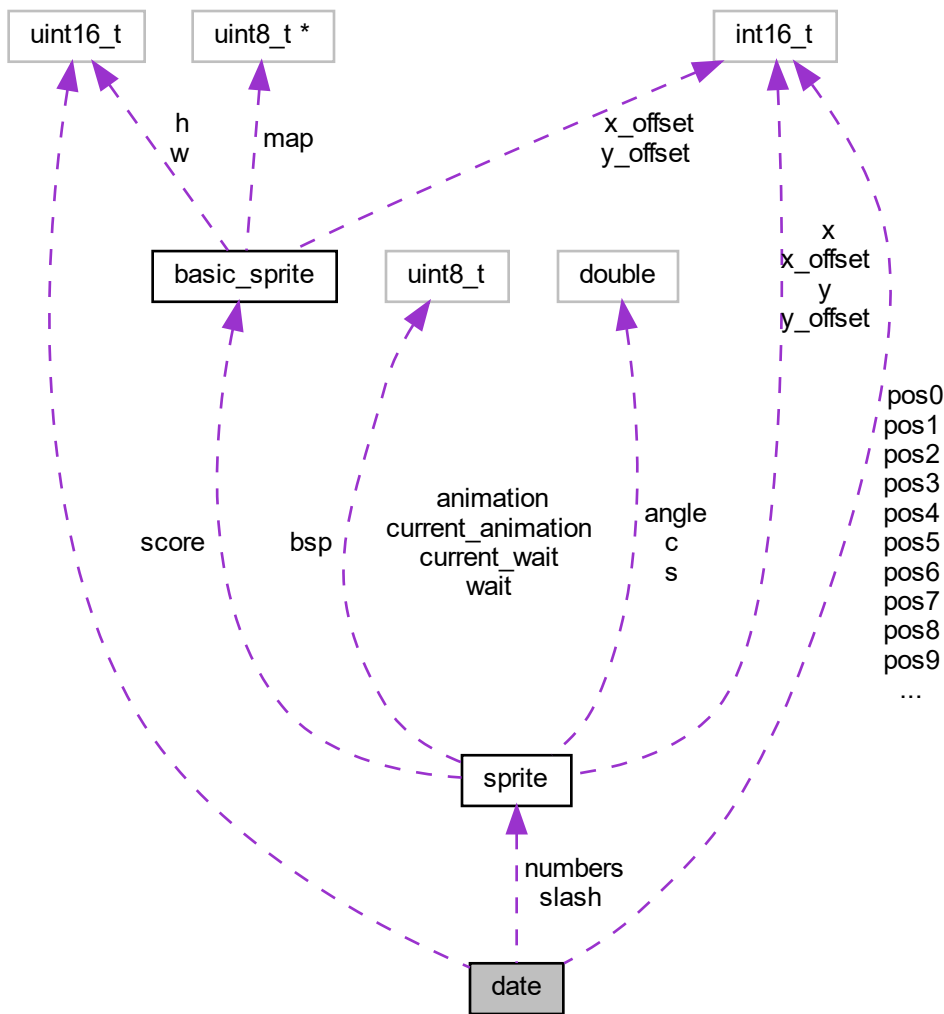 uint16_t
uint8_t *
int16_t
h
w
map
x_offset
y_offset
basic_sprite
uint8_t
double
x
x_offset
y
y_offset
score
bsp
animation
current_animation
current_wait
wait
angle
c
s
pos0
pos1
pos2
pos3
pos4
pos5
pos6
pos7
pos8
pos9
...
sprite
numbers
slash
date